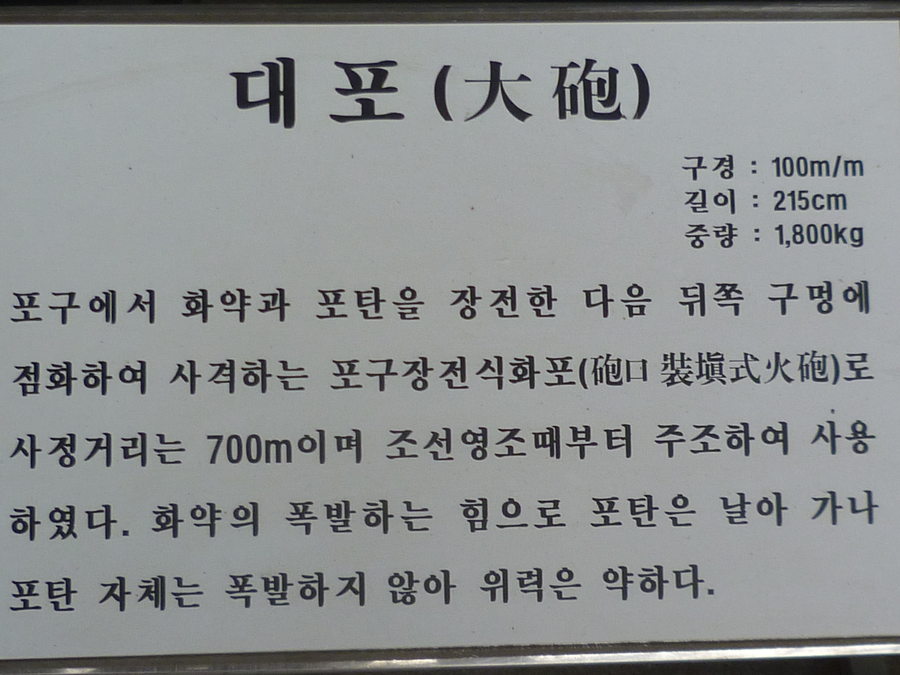 대포(大砲)
구경 : 100m/m
길이 : 215cm
중량 : 1,800kg
포구에서 화약과 포탄을 장전한 다음 뒤쪽 구멍에
점화하여 사격하는 포구장전식화포(砲口 裝塡式火砲)로
사정거리는 700m이며 조선영조때부터 주조하여 사용
하였다. 화약의 폭발하는 힘으로 포탄은 날아 가나
포탄 자체는 폭발하지 않아 위력은 약하다.